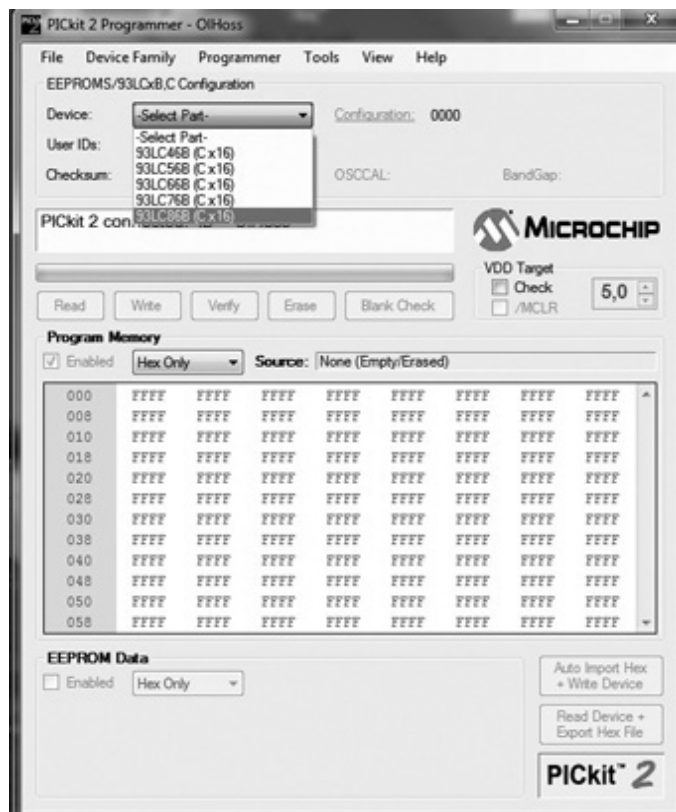 PICkit 2 Programmer - OlHoss
File Device Family Programmer Tools View Help
EEPROMS/93LCxB,C Configuration
Device: -Select Part- Configuration: 0000
-Select Part-
User IDs:
93LC46B (C x16)
93LC56B (C x16)
Checksum: OSCCAL: BandGap:
93LC66B (C x16)
93LC76B (C x16)
93LC86B (C x16)
PICkit 2
MICROCHIP
VDD Target
Check
/MCLR
5,0
Read Write Verify Erase Blank Check
Program Memory
Enabled Hex Only Source: None (Empty/Erased)
000 FFFF FFFF FFFF FFFF FFFF FFFF FFFF FFFF
008 FFFF FFFF FFFF FFFF FFFF FFFF FFFF FFFF
010 FFFF FFFF FFFF FFFF FFFF FFFF FFFF FFFF
018 FFFF FFFF FFFF FFFF FFFF FFFF FFFF FFFF
020 FFFF FFFF FFFF FFFF FFFF FFFF FFFF FFFF
028 FFFF FFFF FFFF FFFF FFFF FFFF FFFF FFFF
030 FFFF FFFF FFFF FFFF FFFF FFFF FFFF FFFF
038 FFFF FFFF FFFF FFFF FFFF FFFF FFFF FFFF
040 FFFF FFFF FFFF FFFF FFFF FFFF FFFF FFFF
048 FFFF FFFF FFFF FFFF FFFF FFFF FFFF FFFF
050 FFFF FFFF FFFF FFFF FFFF FFFF FFFF FFFF
058 FFFF FFFF FFFF FFFF FFFF FFFF FFFF FFFF
EEPROM Data
Enabled Hex Only
Auto Import Hex
+ Write Device
Read Device +
Export Hex File
PICkit™ 2